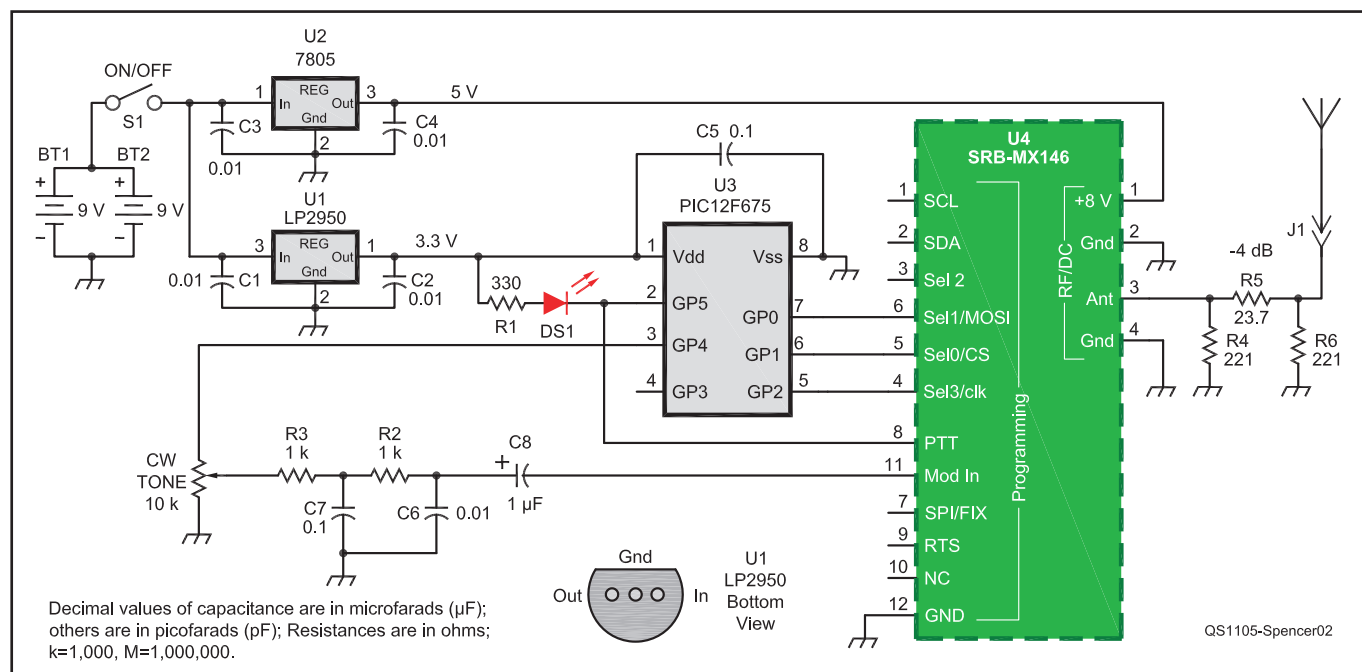 U2
7805
ON/OFF
S1
1
REG
In
Out
Gnd
3
2
5 V
C3
0.01
C4
0.01
BT1
BT2
+
9 V
−
+
9 V
−
U1
LP2950
3
REG
In
Out
Gnd
1
2
3.3 V
0.01
C1
C2
0.01
C5 0.1
U3
PIC12F675
1
Vdd
Vss
8
2
GP5
GP0
7
3
GP4
GP1
6
4
GP3
GP2
5
330
R1
DS1
U4
SRB-MX146
1
SCL
2
SDA
3
Sel 2
6
Sel1/MOSI
5
Sel0/CS
4
Sel3/clk
8
PTT
11
Mod In
7
SPI/FIX
9
RTS
10
NC
12
GND
Programming
RF/DC
+8 V
1
Gnd
2
Ant
3
Gnd
4
J1
-4 dB
R5
23.7
R4
221
R6
221
CW
TONE
10 k
R3
1 k
R2
1 k
C7
0.1
C6
0.01
C8
+
1 µF
Gnd
Out
In
U1
LP2950
Bottom
View
Decimal values of capacitance are in microfarads (µF);
others are in picofarads (pF); Resistances are in ohms;
k=1,000, M=1,000,000.
QS1105-Spencer02